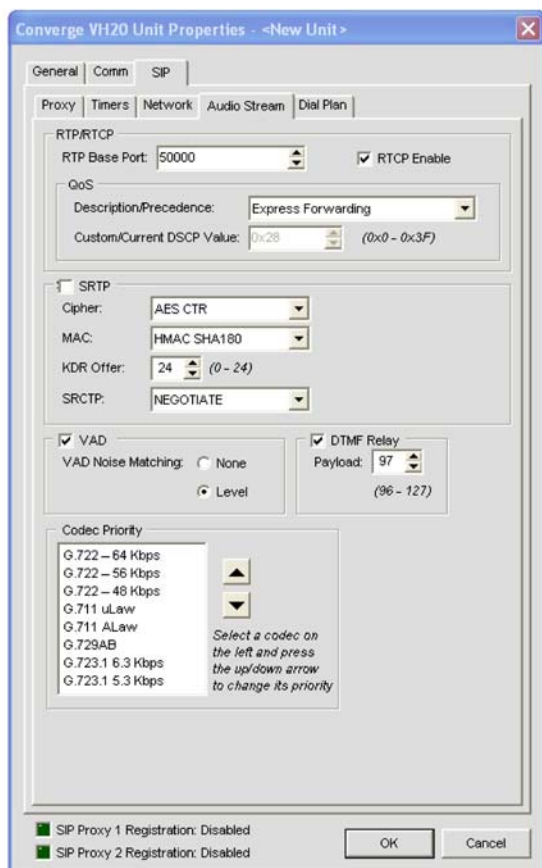 Converge VH20 Unit Properties - <New Unit>
General Comm SIP
Proxy Timers Network Audio Stream Dial Plan
RTP/RTCP
RTP Base Port: 50000 RTCP Enable
QoS
Description/Precedence: Express Forwarding
Custom/Current DSCP Value: 0x28 (0x0 - 0x3F)
SRTP
Cipher: AES CTR
MAC: HMAC SHA180
KDR Offer: 24 (0 - 24)
SRCTP: NEGOTIATE
VAD
VAD Noise Matching: None
Level
DTMF Relay
Payload: 97
(96 - 127)
Codec Priority
G.722 – 64 Kbps
G.722 – 56 Kbps
G.722 – 48 Kbps
G.711 uLaw
G.711 ALaw
G.729AB
G.723.1 6.3 Kbps
G.723.1 5.3 Kbps
Select a codec on
the left and press
the up/down arrow
to change its priority
SIP Proxy 1 Registration: Disabled
SIP Proxy 2 Registration: Disabled
OK Cancel